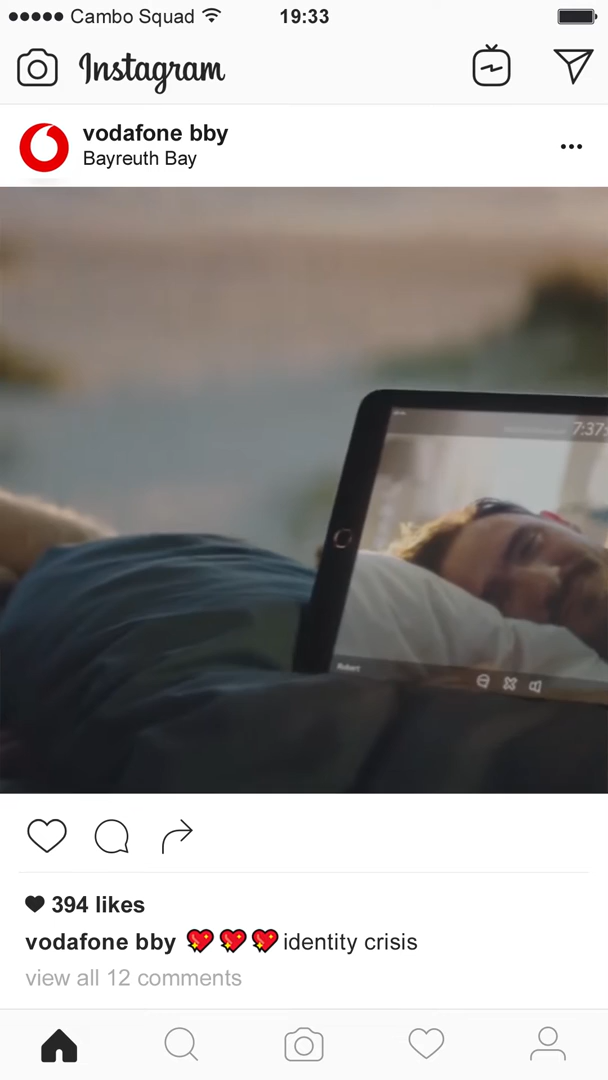 Cambo Squad 19:33
Instagram
vodafone bby
Bayreuth Bay
7:37
Robert
394 likes
vodafone bby 💖💖💖 identity crisis
view all 12 comments